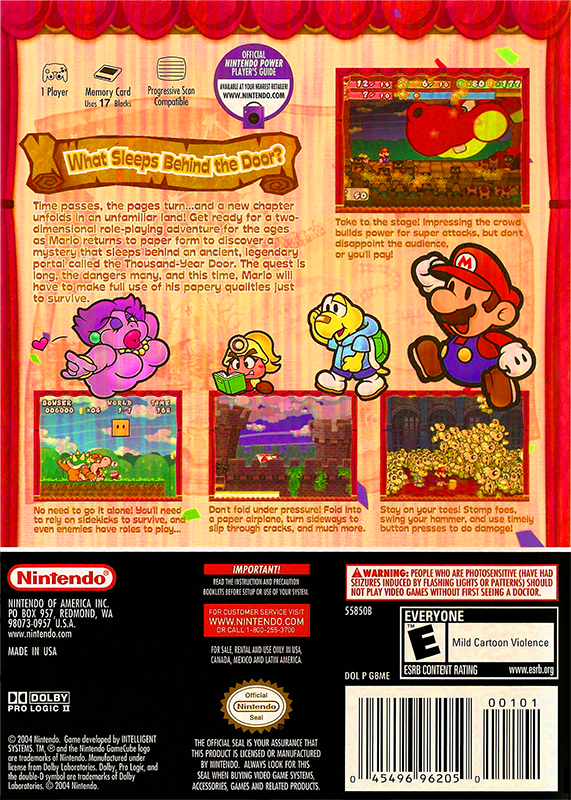 OFFICIAL
NINTENDO POWER
PLAYER'S GUIDE
AVAILABLE AT YOUR NEAREST RETAILER!
WWW.NINTENDO.COM
1 Player
Memory Card
Uses 17 Blocks
Progressive Scan
Compatible
What Sleeps Behind the Door?
Time passes, the pages turn...and a new chapter
unfolds in an unfamiliar land! Get ready for a two-
dimensional role-playing adventure for the ages
as Mario returns to paper form to discover a
mystery that sleeps behind an ancient, legendary
portal called the Thousand-Year Door. The quest is
long, the dangers many, and this time, Mario will
have to make full use of his papery qualities just
to survive.
Take to the stage! Impressing the crowd
builds power for super attacks, but don't
disappoint the audience,
or you'll pay!
M
BOWSER WORLD TIME
No need to go it alone! You'll need
to rely on sidekicks to survive, and
even enemies have roles to play...
Don't fold under pressure! Fold into
a paper airplane, turn sideways to
slip through cracks, and much more.
Stay on your toes! Stomp foes,
swing your hammer, and use timely
button presses to do damage!
Nintendo®
NINTENDO OF AMERICA INC.
PO BOX 957, REDMOND, WA
98073-0957 U.S.A.
www.nintendo.com
MADE IN USA
DOLBY
PRO LOGIC II
© 2004 Nintendo. Game developed by INTELLIGENT
SYSTEMS. TM, ® and the Nintendo GameCube logo
are trademarks of Nintendo. Manufactured under
license from Dolby Laboratories. Dolby, Pro Logic, and
the double-D symbol are trademarks of Dolby
Laboratories. © 2004 Nintendo.
IMPORTANT!
READ THE INSTRUCTION AND PRECAUTION
BOOKLETS BEFORE SETUP OR USE OF YOUR SYSTEM.
FOR CUSTOMER SERVICE VISIT
WWW.NINTENDO.COM
OR CALL 1-800-255-3700
FOR SALE, RENTAL AND USE ONLY IN USA,
CANADA, MEXICO AND LATIN AMERICA.
Official
Nintendo
Seal
THE OFFICIAL SEAL IS YOUR ASSURANCE THAT
THIS PRODUCT IS LICENSED OR MANUFACTURED
BY NINTENDO. ALWAYS LOOK FOR THIS
SEAL WHEN BUYING VIDEO GAME SYSTEMS,
ACCESSORIES, GAMES AND RELATED PRODUCTS.
WARNING: PEOPLE WHO ARE PHOTOSENSITIVE (HAVE HAD
SEIZURES INDUCED BY FLASHING LIGHTS OR PATTERNS) SHOULD
NOT PLAY VIDEO GAMES WITHOUT FIRST SEEING A DOCTOR.
55850B
EVERYONE
E
Mild Cartoon Violence
ESRB CONTENT RATING www.esrb.org
DOL P G8ME
00101
0 45496 96205 0